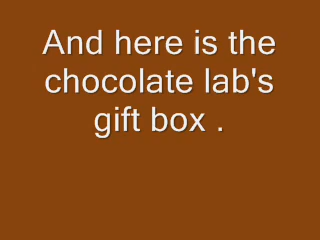 And here is the
chocolate lab's
gift box .